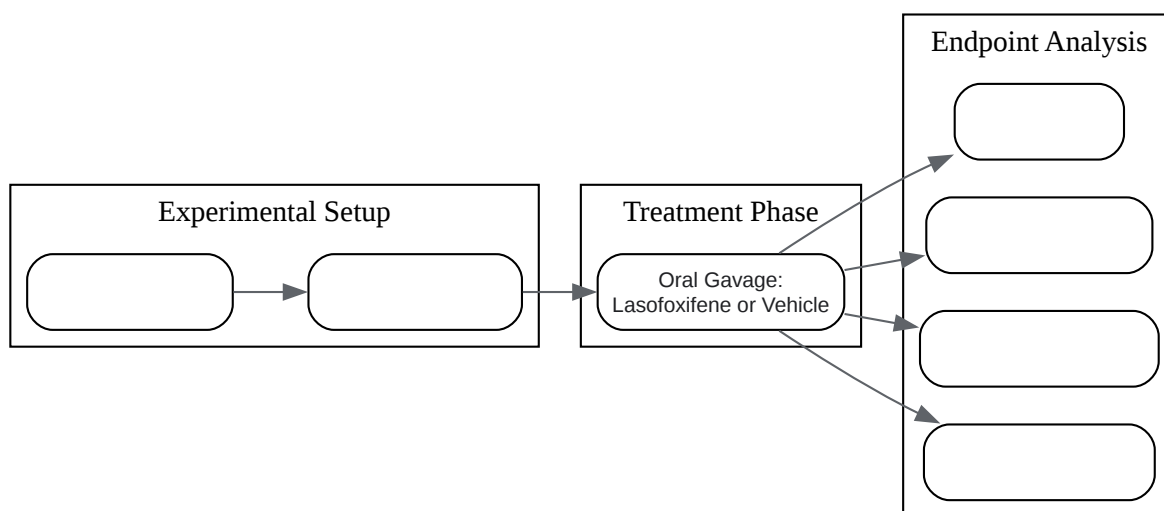 Experimental Setup
Treatment Phase
Oral Gavage:
Lasofoxifene or Vehicle
Endpoint Analysis